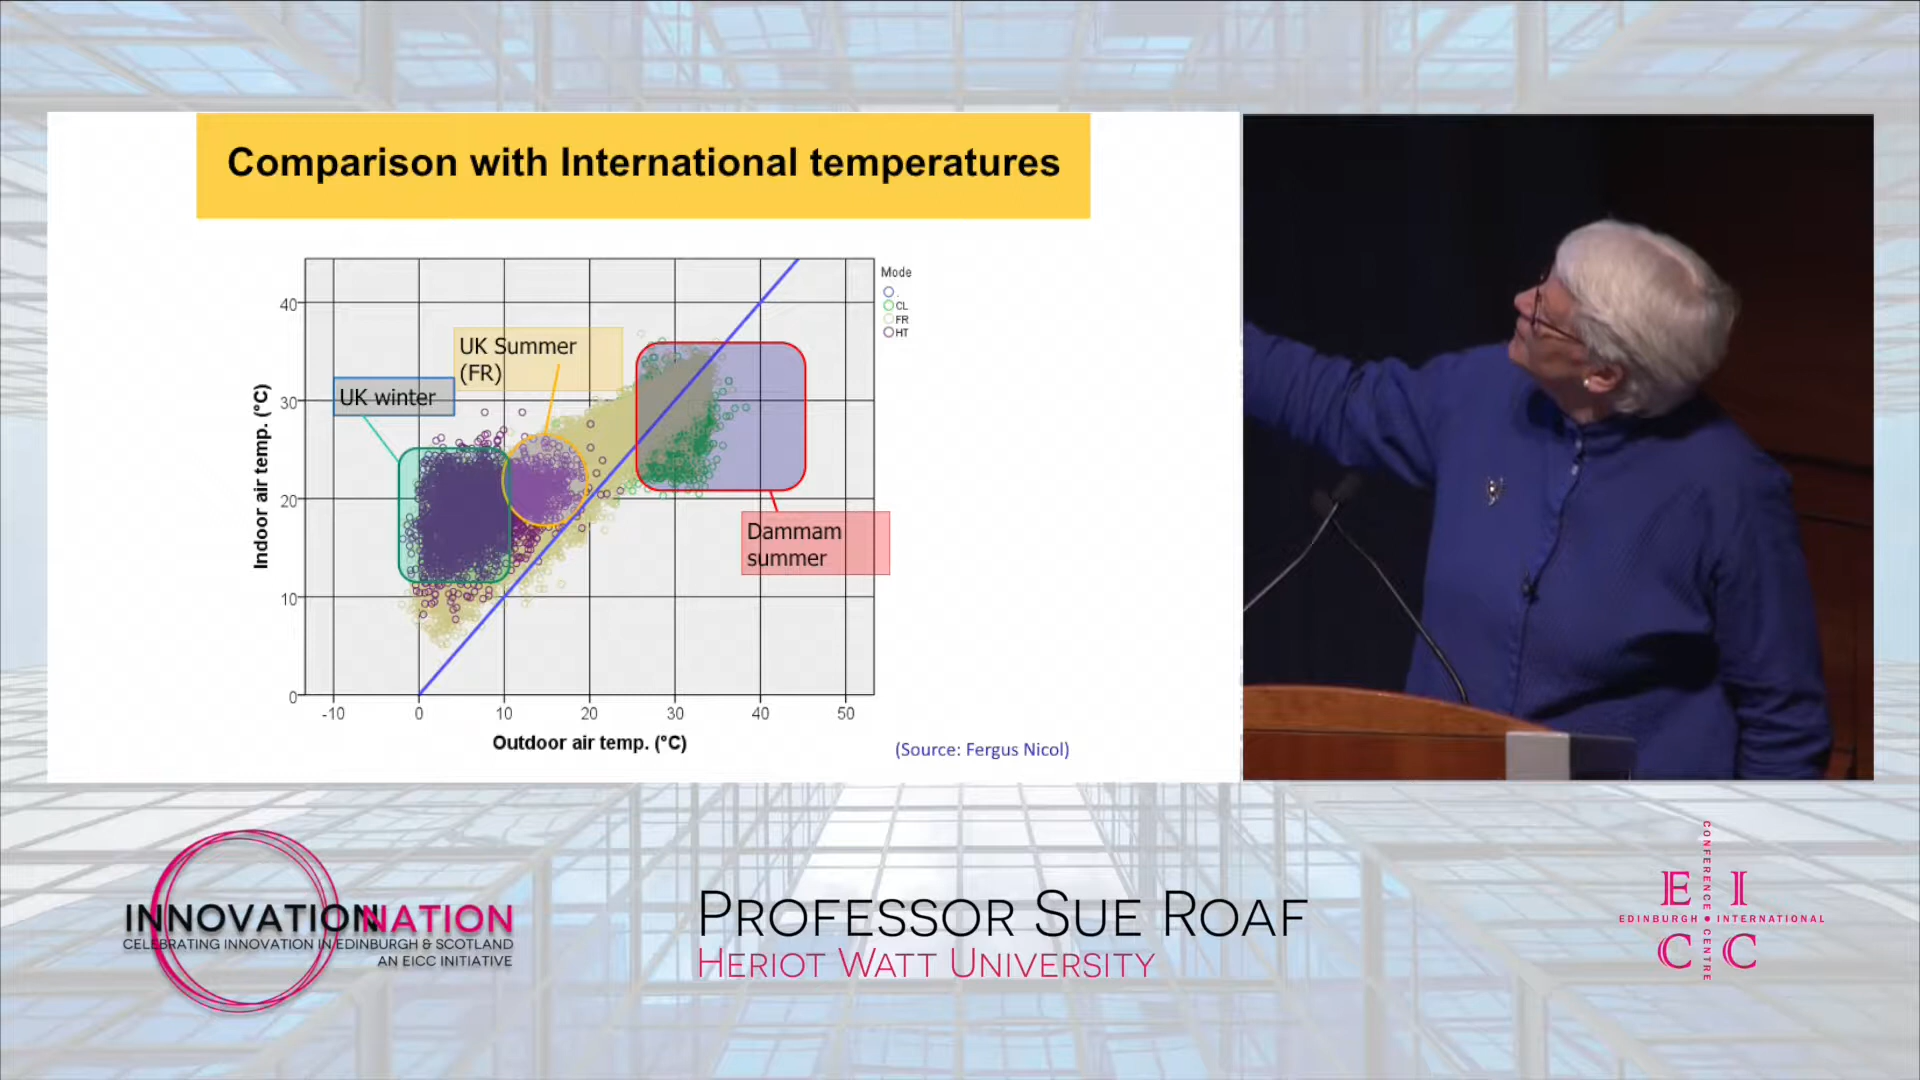 Comparison with International temperatures
Mode
.
CL
FR
HT
UK Summer
(FR)
UK winter
Dammam
summer
Indoor air temp. (°C)
40
30
20
10
0
-10 0 10 20 30 40 50
Outdoor air temp. (°C)
(Source: Fergus Nicol)
INNOVATIONNATION
CELEBRATING INNOVATION IN EDINBURGH & SCOTLAND
AN EICC INITIATIVE
PROFESSOR SUE ROAF
HERIOT WATT UNIVERSITY
E I
EDINBURGH • INTERNATIONAL
C C
CONFERENCE CENTRE